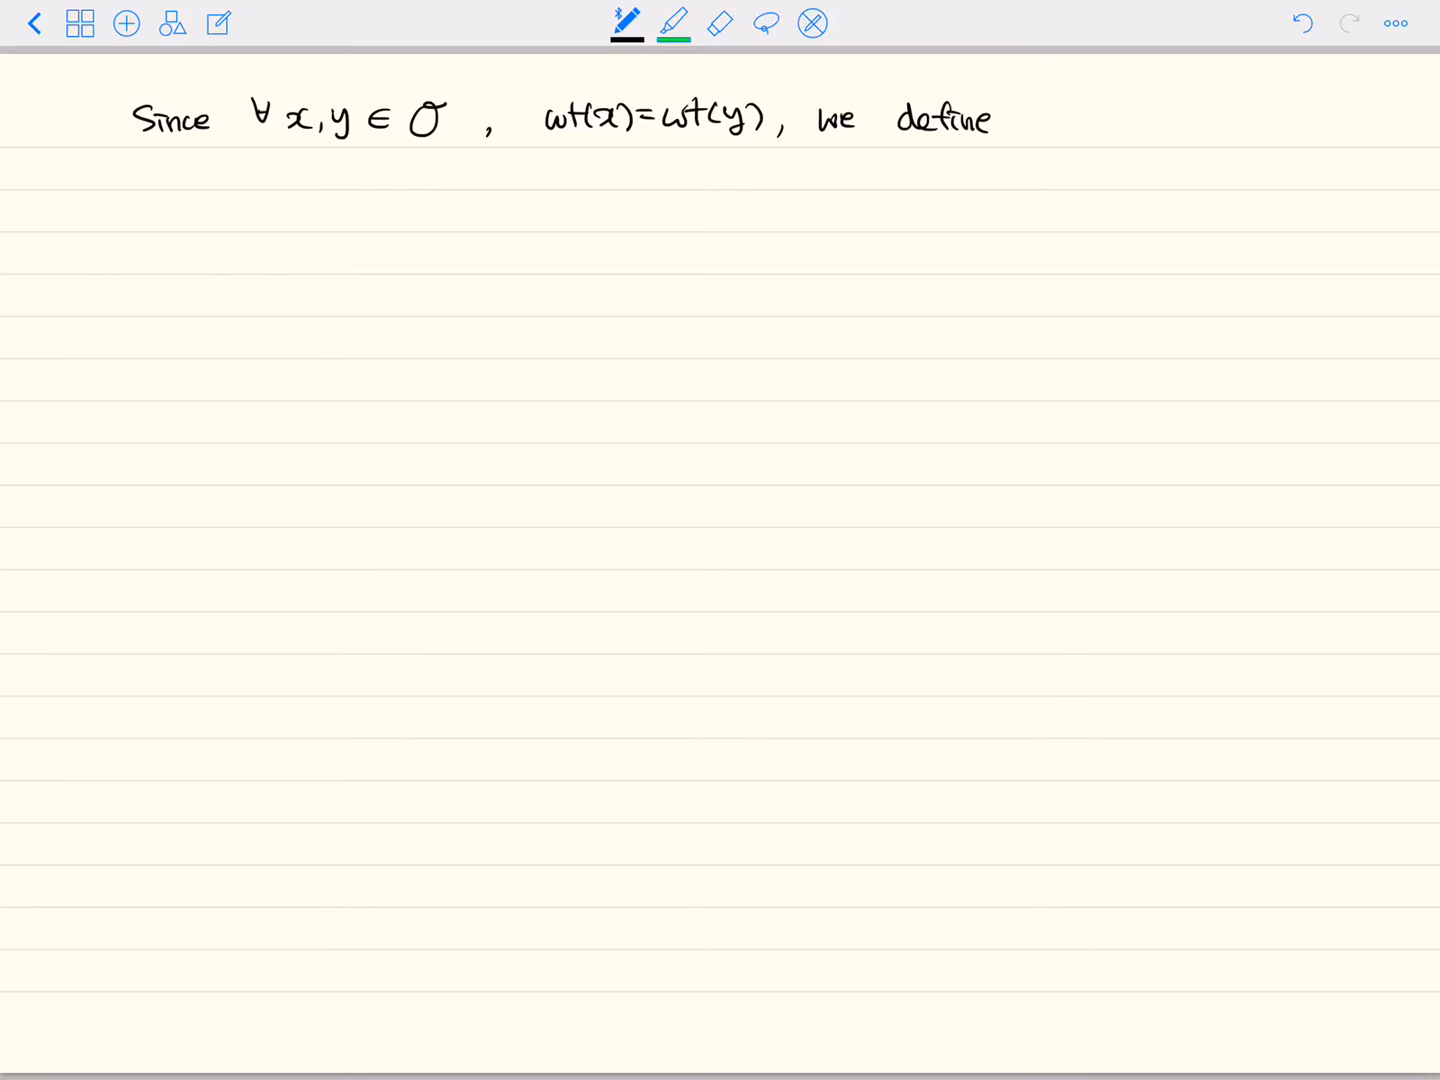 Since ∀ x, y ∈ O, wt(x)=wt(y), we define